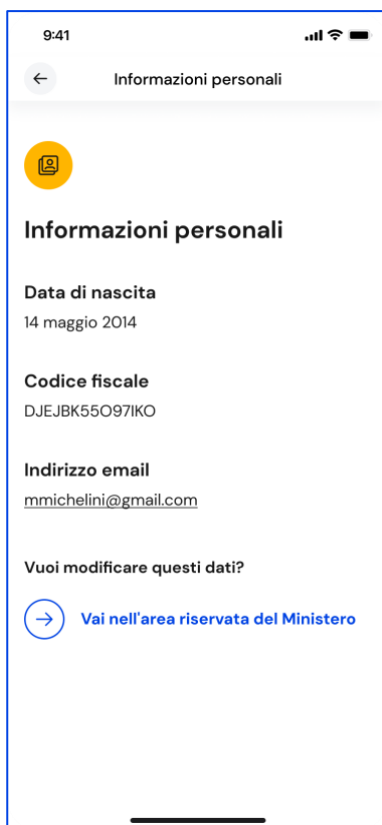 9:41
Informazioni personali
Informazioni personali
Data di nascita
14 maggio 2014
Codice fiscale
DJEJBK55O97IKO
Indirizzo email
mmichelini@gmail.com
Vuoi modificare questi dati?
Vai nell'area riservata del Ministero